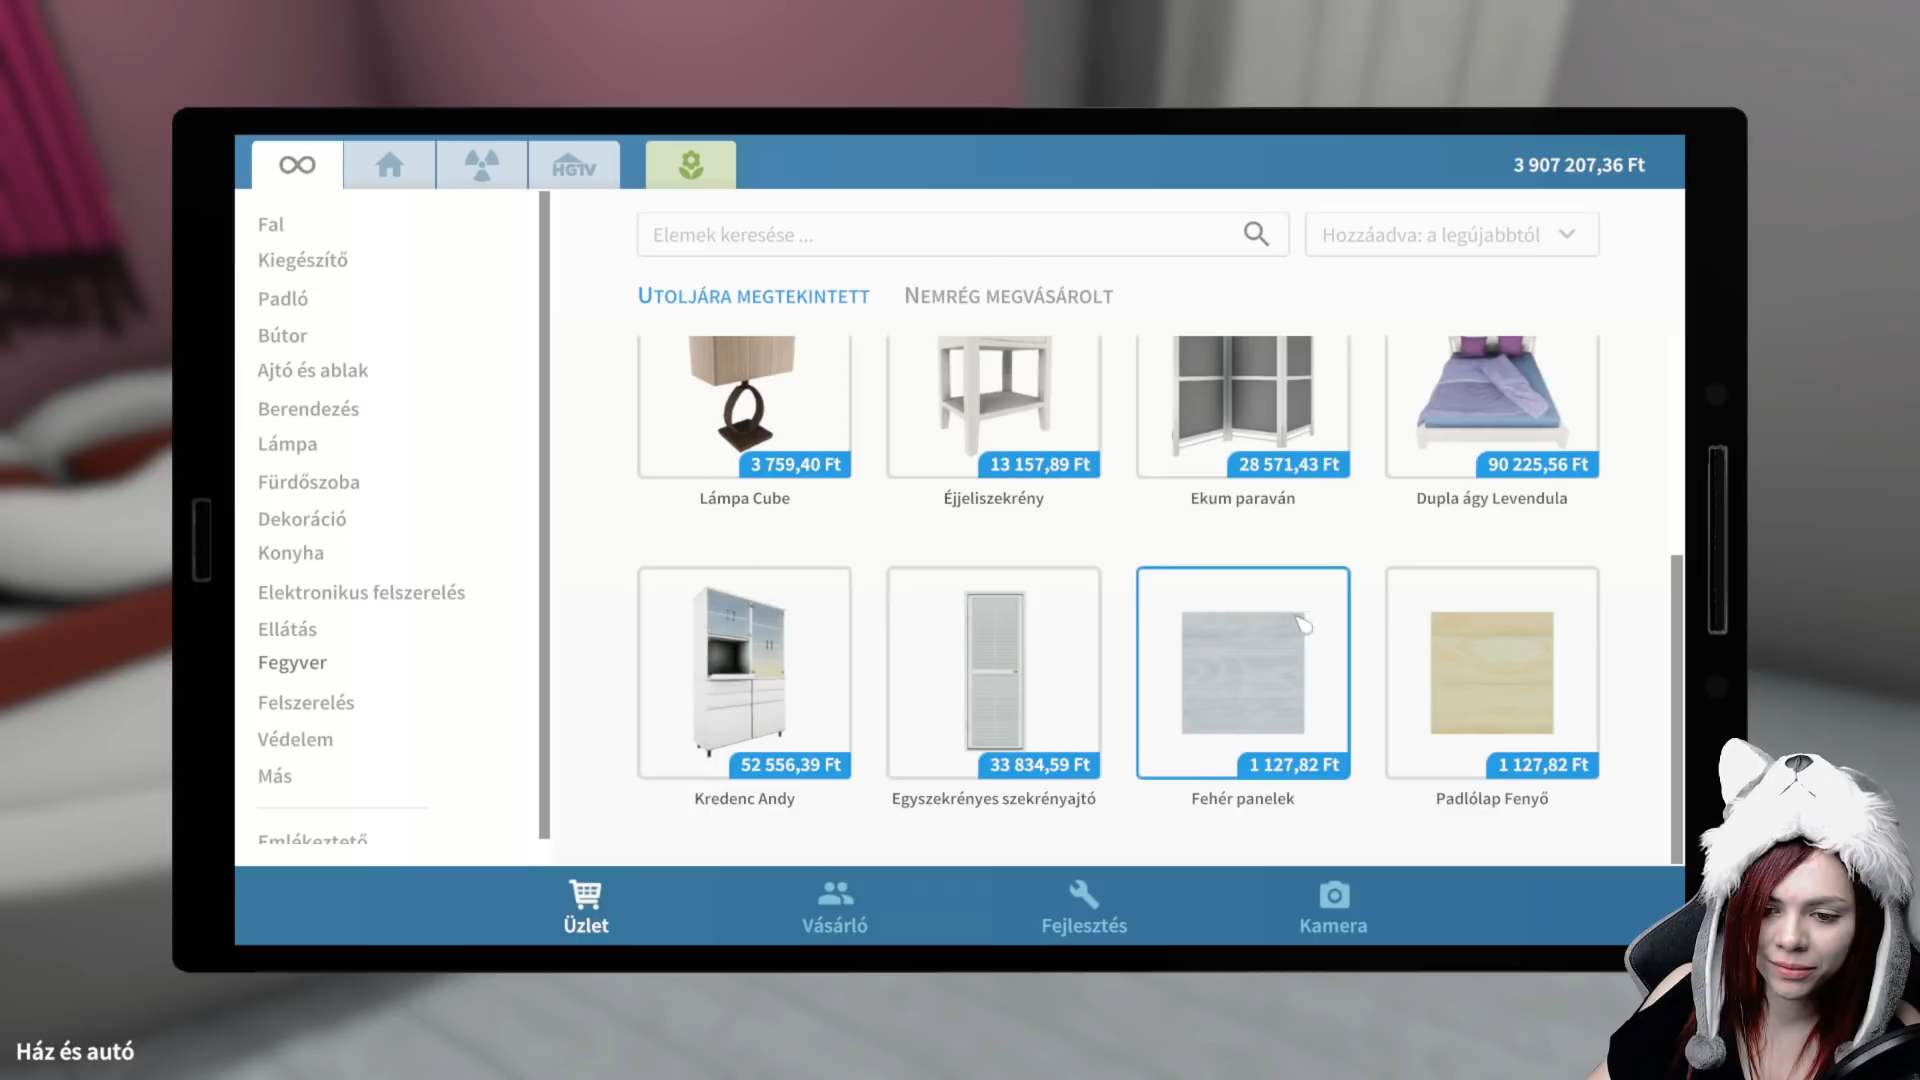 HGTV
3 907 207,36 Ft
Fal
Kiegészítő
Padló
Bútor
Ajtó és ablak
Berendezés
Lámpa
Fürdőszoba
Dekoráció
Konyha
Elektronikus felszerelés
Ellátás
Fegyver
Felszerelés
Védelem
Más
Emlékeztető
Elemek keresése ...
Hozzáadva: a legújabbtól
UTOLJÁRA MEGTEKINTETT
NEMRÉG MEGVÁSÁROLT
3 759,40 Ft
13 157,89 Ft
28 571,43 Ft
90 225,56 Ft
Lámpa Cube
Éjjeliszekrény
Ekum paraván
Dupla ágy Levendula
52 556,39 Ft
33 834,59 Ft
1 127,82 Ft
1 127,82 Ft
Kredenc Andy
Egyszekrényes szekrényajtó
Fehér panelek
Padlólap Fenyő
Üzlet
Vásárló
Fejlesztés
Kamera
Ház és autó